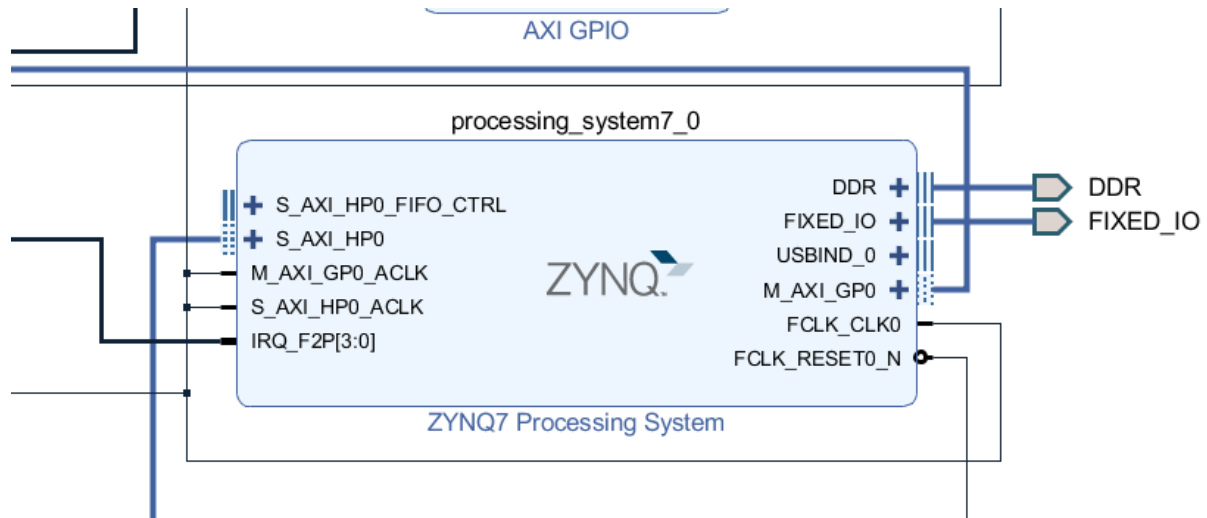 AXI GPIO
processing_system7_0
S_AXI_HP0_FIFO_CTRL
S_AXI_HP0
M_AXI_GP0_ACLK
S_AXI_HP0_ACLK
IRQ_F2P[3:0]
ZYNQ
DDR
FIXED_IO
USBIND_0
M_AXI_GP0
FCLK_CLK0
FCLK_RESET0_N
DDR
FIXED_IO
ZYNQ7 Processing System